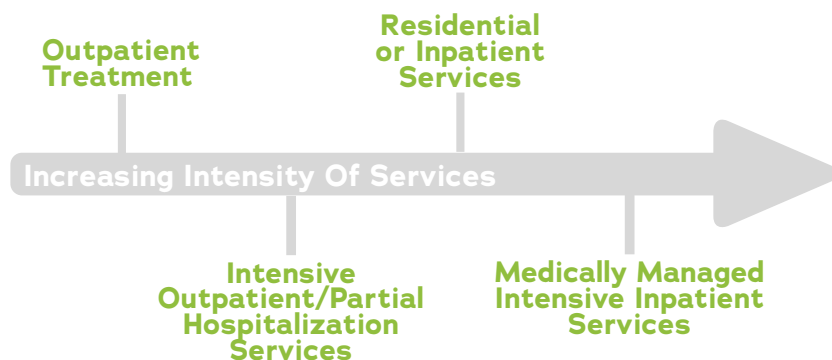 Outpatient
Treatment
Residential
or Inpatient
Services
Increasing Intensity Of Services
Intensive
Outpatient/Partial
Hospitalization
Services
Medically Managed
Intensive Inpatient
Services